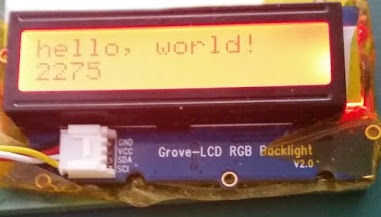 hello, world!
2275
GND
VCC
SDA
SCL
Grove-LCD RGB Backlight
v2.0